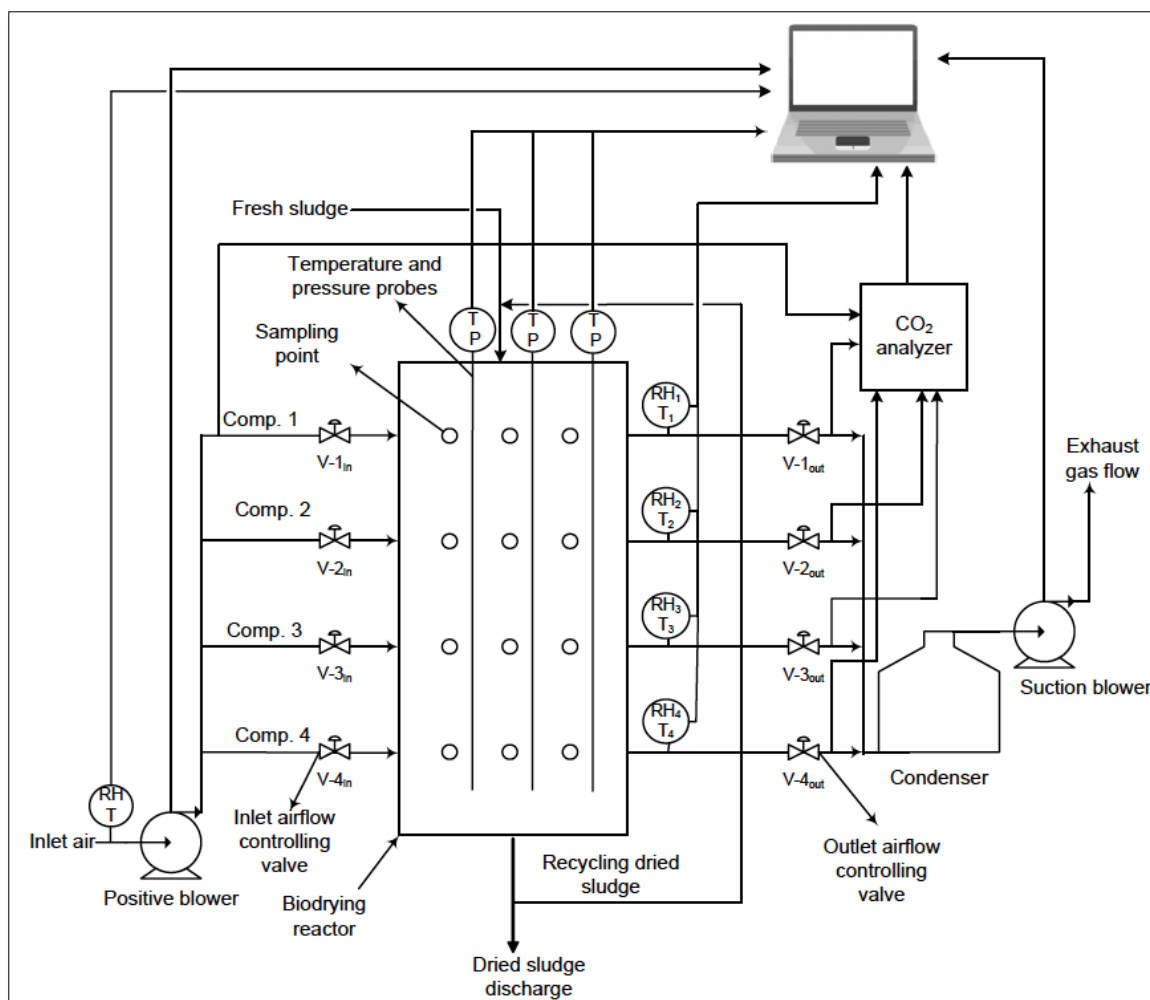 Fresh sludge
Temperature and
pressure probes
Sampling
point
T
P
T
P
T
P
CO₂
analyzer
Comp. 1
V-1in
RH₁
T₁
V-1out
Exhaust
gas flow
Comp. 2
V-2in
RH₂
T₂
V-2out
Comp. 3
V-3in
RH₃
T₃
V-3out
Suction blower
Comp. 4
V-4in
RH₄
T₄
V-4out
Condenser
RH
T
Inlet air
Positive blower
Inlet airflow
controlling
valve
Biodrying
reactor
Recycling dried
sludge
Outlet airflow
controlling
valve
Dried sludge
discharge